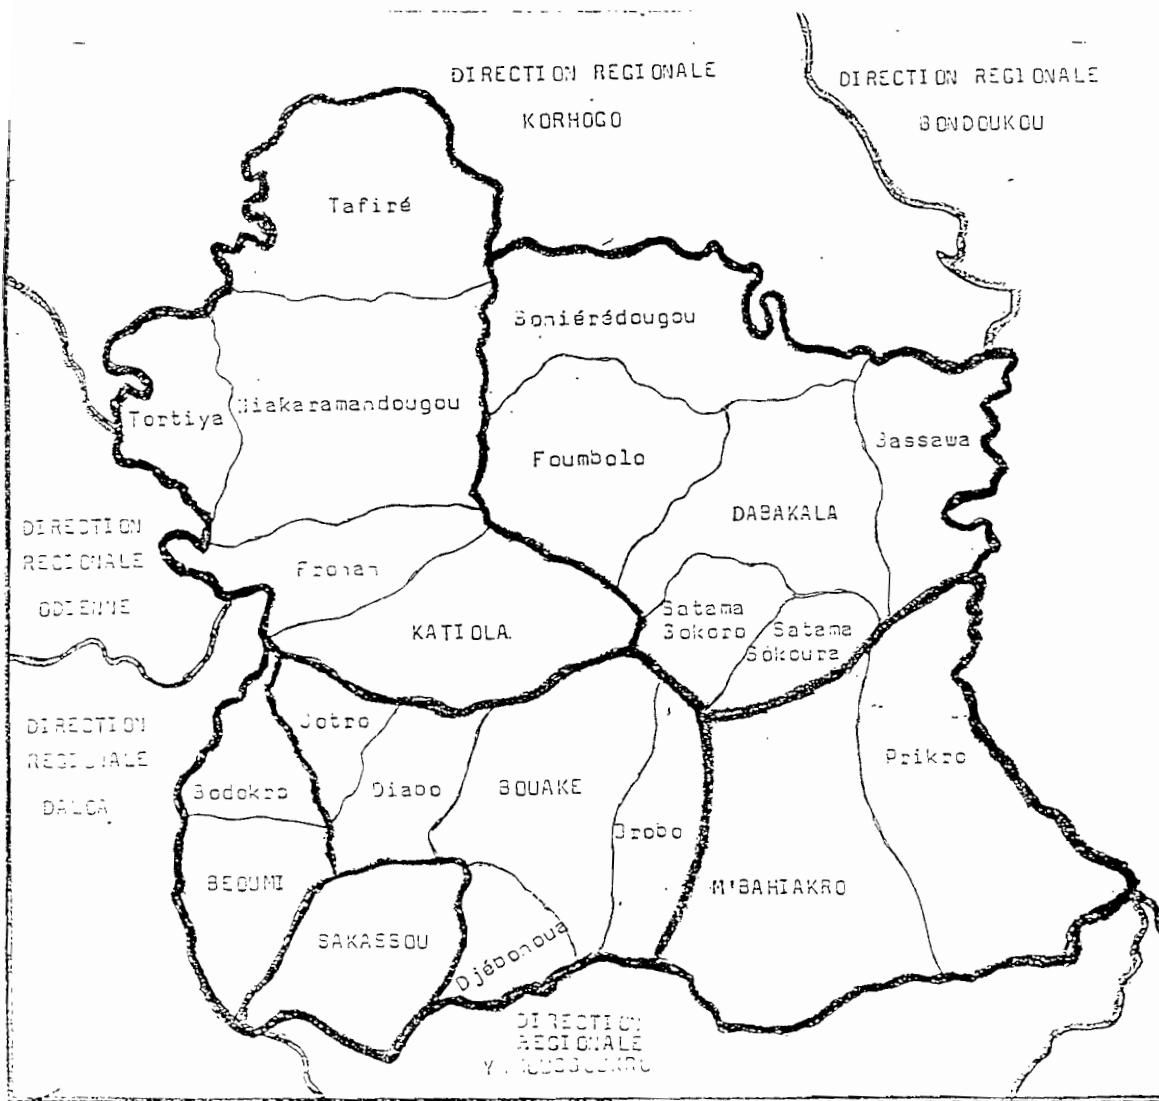 DIRECTION REGIONALE
KORHOGO
DIRECTION REGIONALE
BONDOUKOU
Tafiré
Boniérédougou
Tortiya
Niakaramandougou
Foumbolo
Bassawa
DABAKALA
DIRECTION
REGIONALE
ODIENNE
Fronan
KATIOLA
Satama
Sokoro
Satama
Sokoura
DIRECTION
REGIONALE
DALOA
Botro
Bodokro
Diabo
BOUAKE
Brobo
Prikro
BEOUMI
SAKASSOU
Djébonoua
M'BAHIAKRO
DIRECTION
REGIONALE